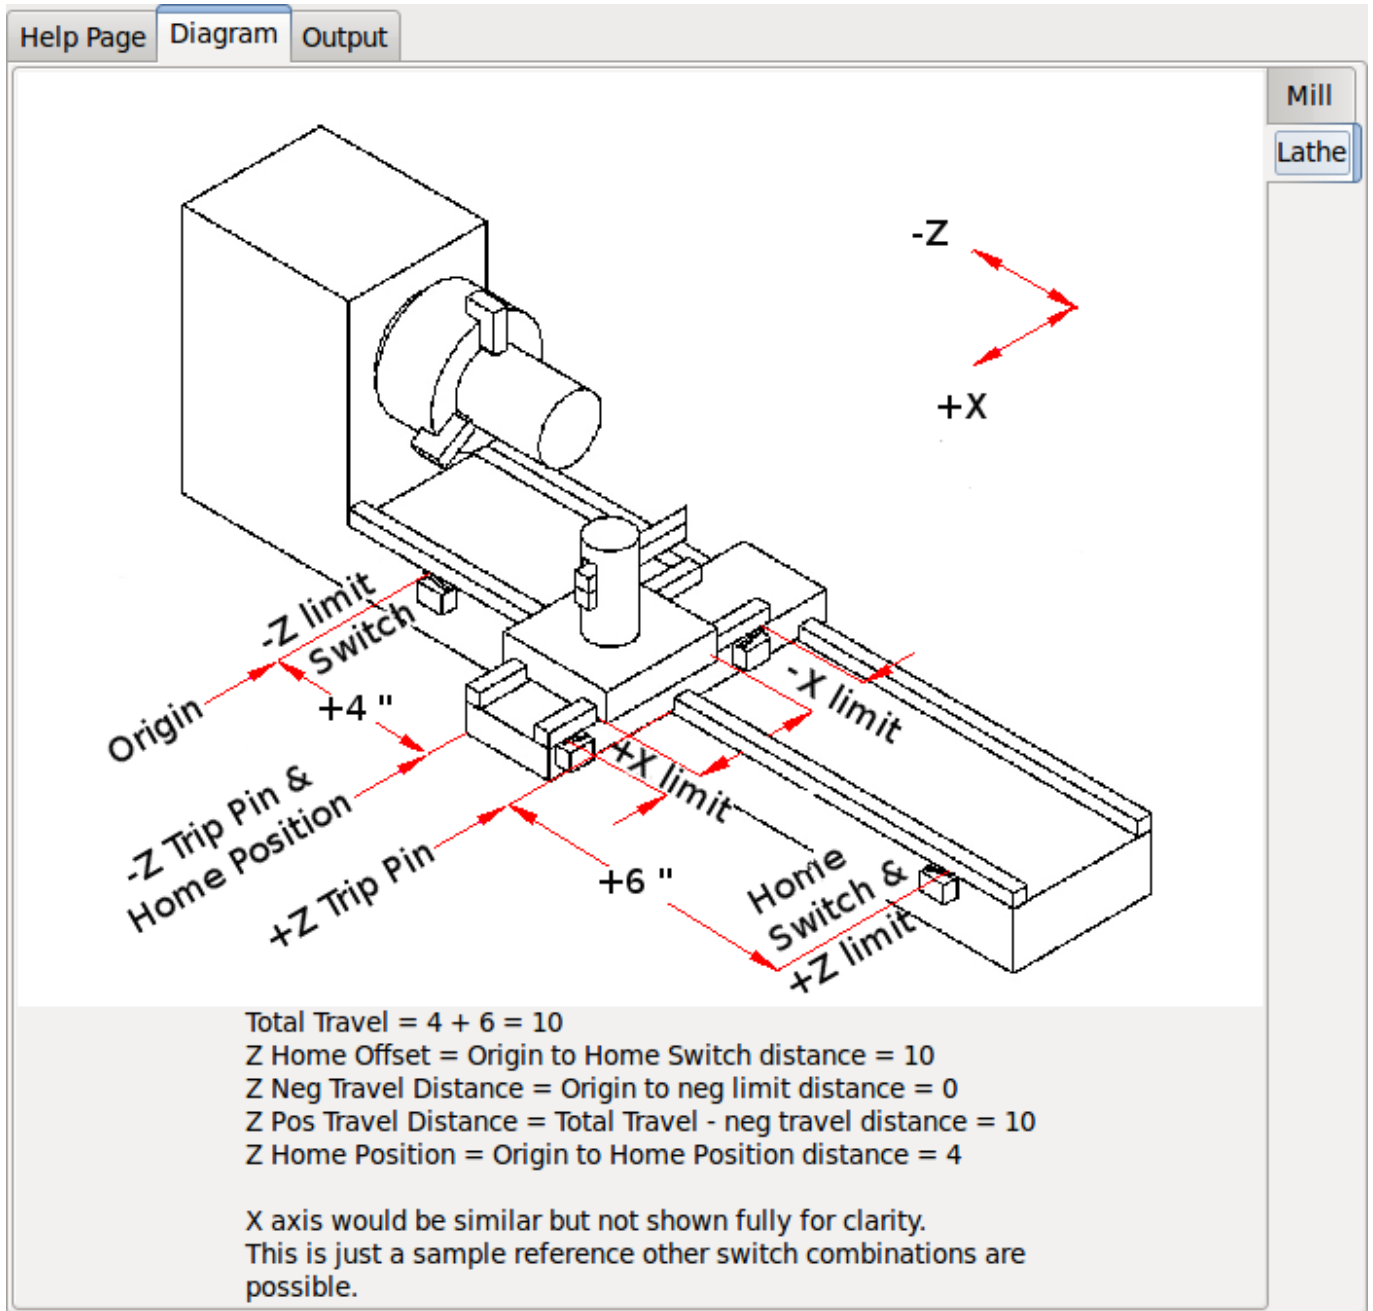 Help Page
Diagram
Output
Mill
Lathe
-Z
+X
-Z limit
Switch
Origin
+4 "
-X limit
+X limit
-Z Trip Pin &
Home Position
+Z Trip Pin
+6 "
Home
Switch &
+Z limit
Total Travel = 4 + 6 = 10
Z Home Offset = Origin to Home Switch distance = 10
Z Neg Travel Distance = Origin to neg limit distance = 0
Z Pos Travel Distance = Total Travel - neg travel distance = 10
Z Home Position = Origin to Home Position distance = 4
X axis would be similar but not shown fully for clarity.
This is just a sample reference other switch combinations are
possible.